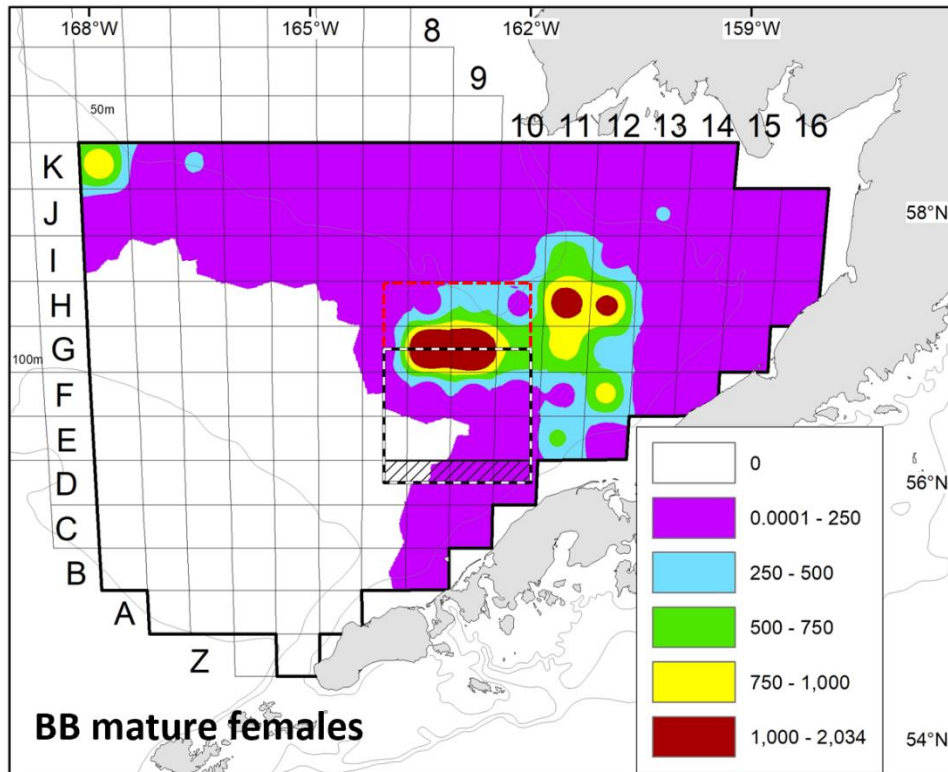 168°W 165°W 162°W 159°W
8
9
10 11 12 13 14 15 16
50m
K
J
58°N
I
H
G
100m
F
E
D
56°N
C
B
A
Z
0
0.0001 - 250
250 - 500
500 - 750
750 - 1,000
1,000 - 2,034
BB mature females
54°N